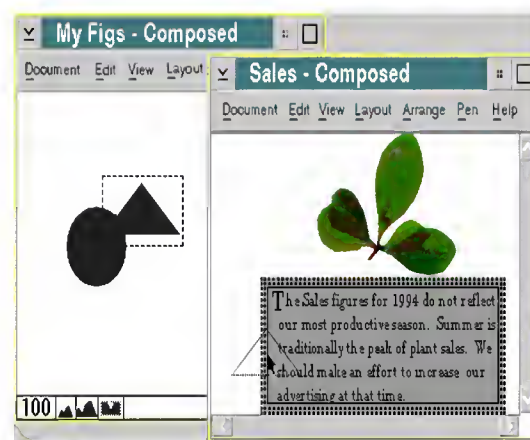 My Figs - Composed
Document Edit View Layout
100
Sales - Composed
Document Edit View Layout Arrange Pen Help
The Sales figures for 1994 do not reflect
our most productive season. Summer is
traditionally the peak of plant sales. We
should make an effort to increase our
advertising at that time.